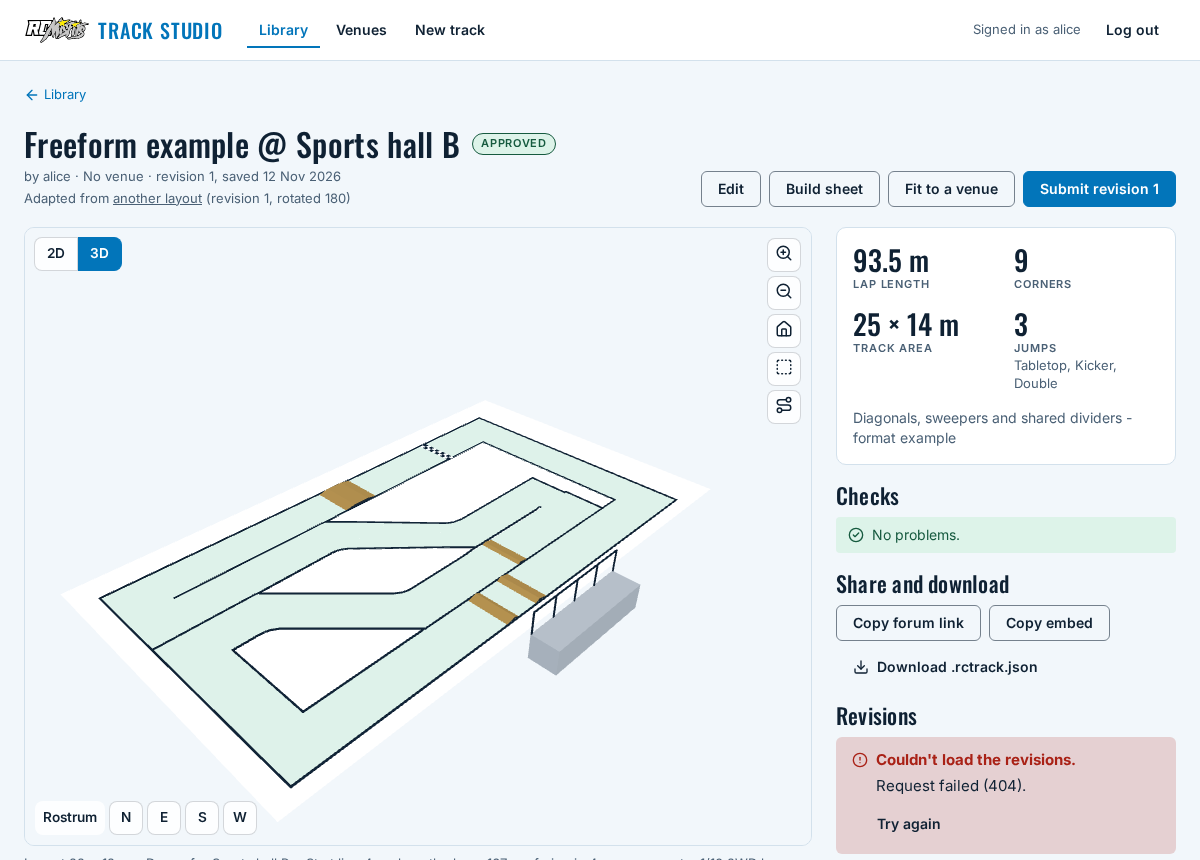 RC
TRACK STUDIO
Library
Venues
New track
Signed in as alice
Log out
Library
Freeform example @ Sports hall B
APPROVED
by alice · No venue · revision 1, saved 12 Nov 2026
Adapted from another layout (revision 1, rotated 180)
Edit
Build sheet
Fit to a venue
Submit revision 1
2D
3D
93.5 m
LAP LENGTH
9
CORNERS
25 × 14 m
TRACK AREA
3
JUMPS
Tabletop, Kicker,
Double
Diagonals, sweepers and shared dividers -
format example
Checks
No problems.
Share and download
Copy forum link
Copy embed
Download .rctrack.json
Revisions
Couldn't load the revisions.
Request failed (404).
Try again
Rostrum
N
E
S
W